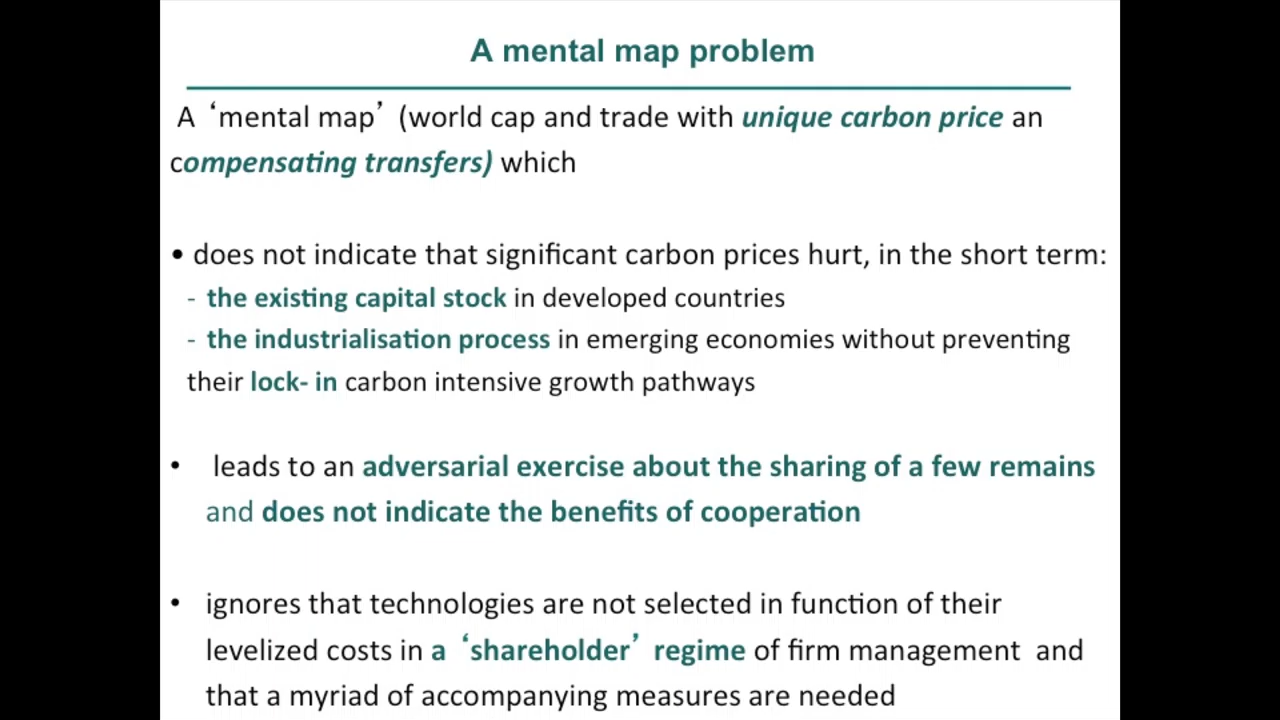 A mental map problem
A ‘mental map’ (world cap and trade with unique carbon price an
compensating transfers) which
• does not indicate that significant carbon prices hurt, in the short term:
- the existing capital stock in developed countries
- the industrialisation process in emerging economies without preventing
their lock- in carbon intensive growth pathways
• leads to an adversarial exercise about the sharing of a few remains
and does not indicate the benefits of cooperation
• ignores that technologies are not selected in function of their
levelized costs in a ‘shareholder’ regime of firm management and
that a myriad of accompanying measures are needed